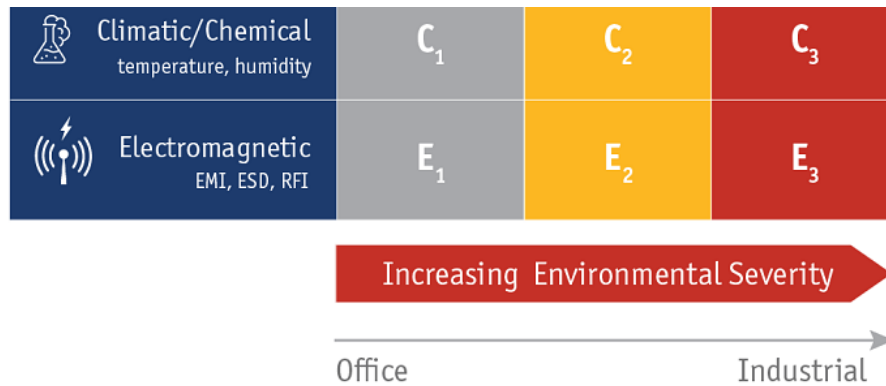 Climatic/Chemical
temperature, humidity
C₁ C₂ C₃
Electromagnetic
EMI, ESD, RFI
E₁ E₂ E₃
Increasing Environmental Severity
Office Industrial